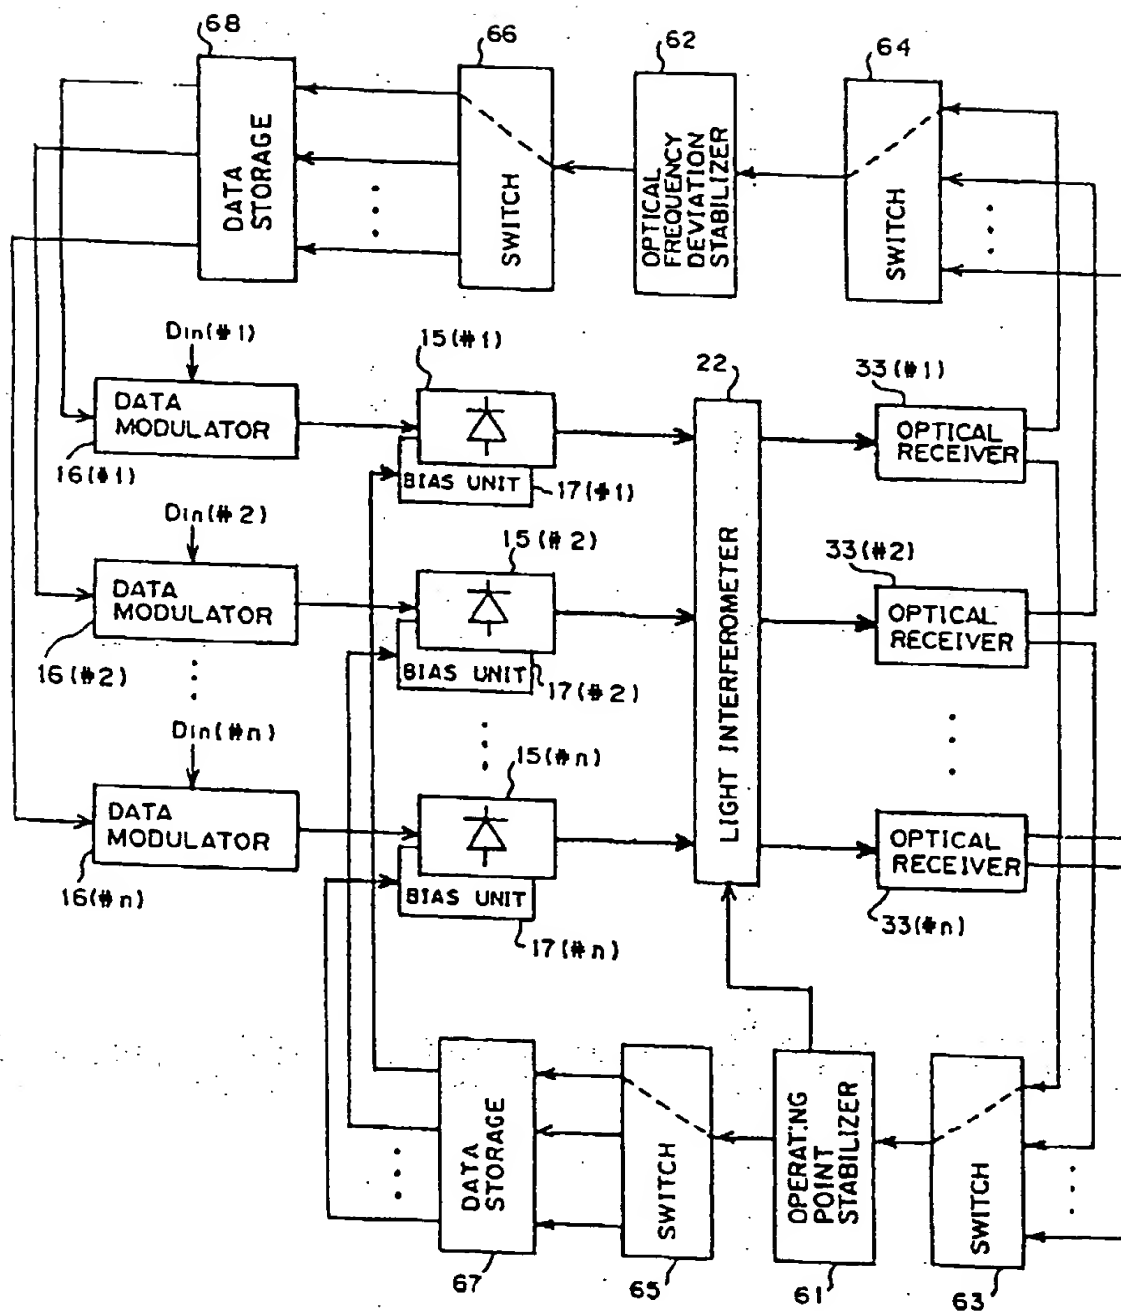 68
66
62
64
DATA
STORAGE
SWITCH
OPTICAL
FREQUENCY
DEVIATION
STABILIZER
SWITCH
Din(#1)
15(#1)
22
33(#1)
DATA
MODULATOR
OPTICAL
RECEIVER
16(#1)
BIAS UNIT
17(#1)
Din(#2)
15(#2)
33(#2)
DATA
MODULATOR
OPTICAL
RECEIVER
16(#2)
BIAS UNIT
17(#2)
LIGHT INTERFEROMETER
Din(#n)
15(#n)
DATA
MODULATOR
OPTICAL
RECEIVER
16(#n)
BIAS UNIT
17(#n)
33(#n)
DATA
STORAGE
SWITCH
OPERATING
POINT
STABILIZER
SWITCH
67
65
61
63